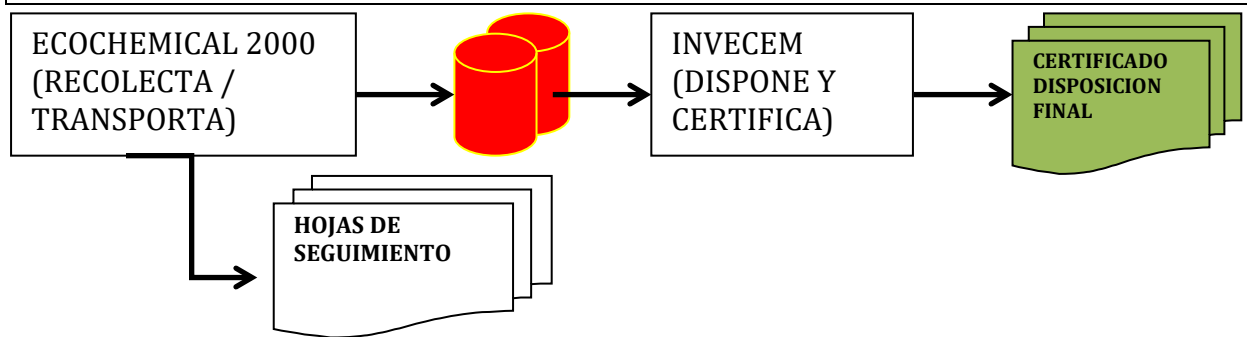 ECOCHEMICAL 2000
(RECOLECTA /
TRANSPORTA)
INVECEM
(DISPONE Y
CERTIFICA)
CERTIFICADO
DISPOSICION
FINAL
HOJAS DE
SEGUIMIENTO